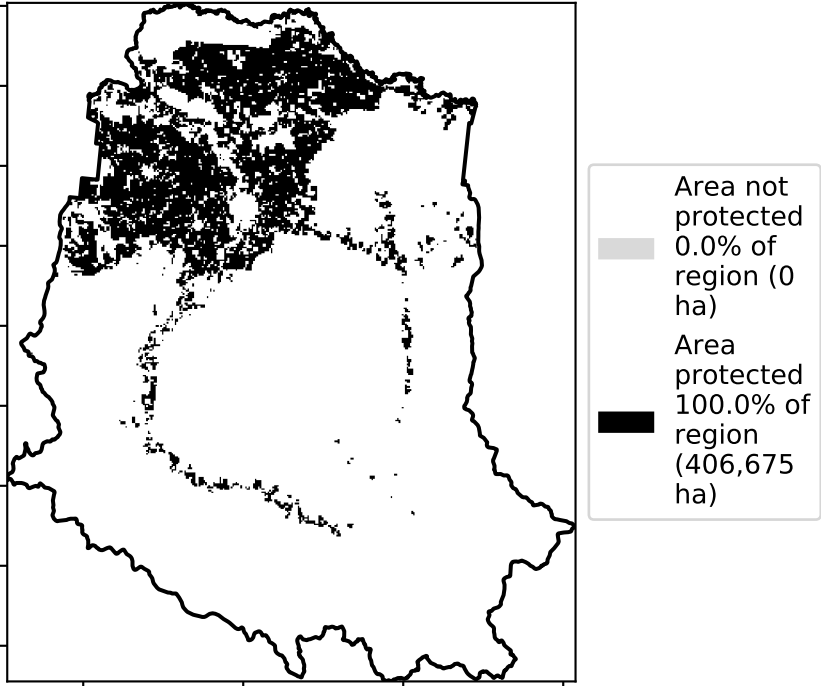 Area not
protected
0.0% of
region (0
ha)
Area
protected
100.0% of
region
(406,675
ha)